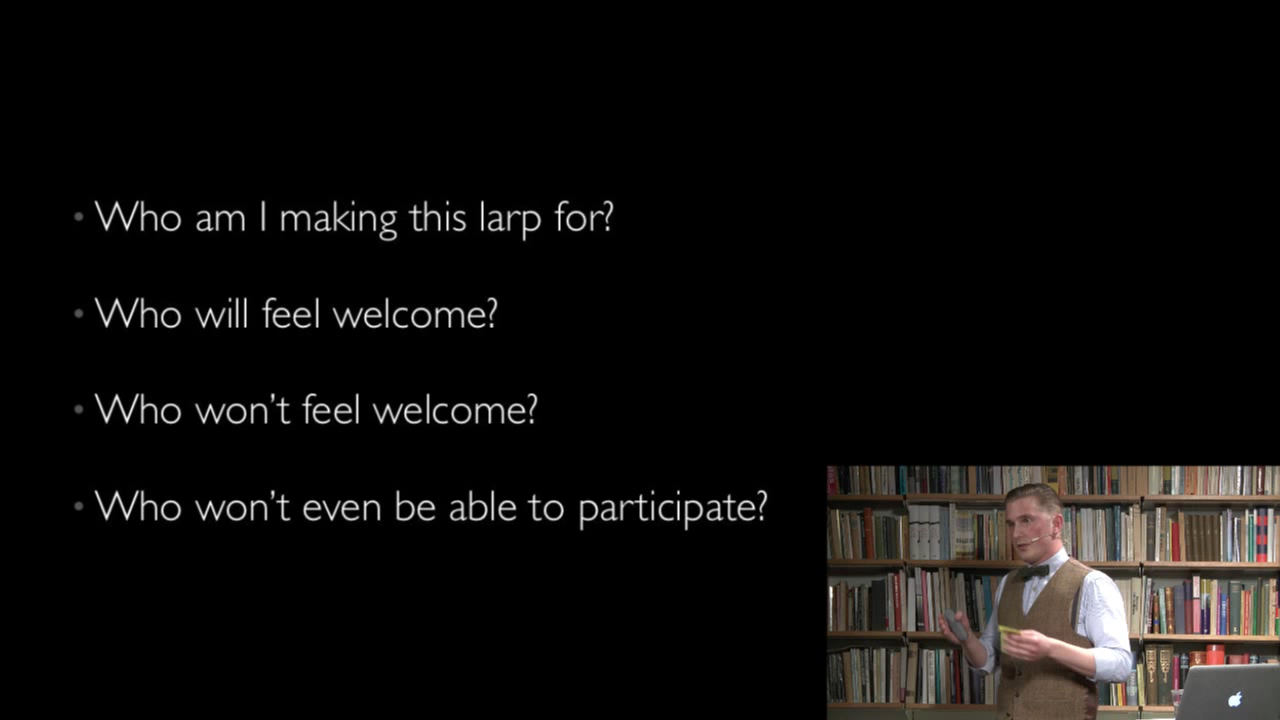 • Who am I making this larp for?
• Who will feel welcome?
• Who won't feel welcome?
• Who won't even be able to participate?